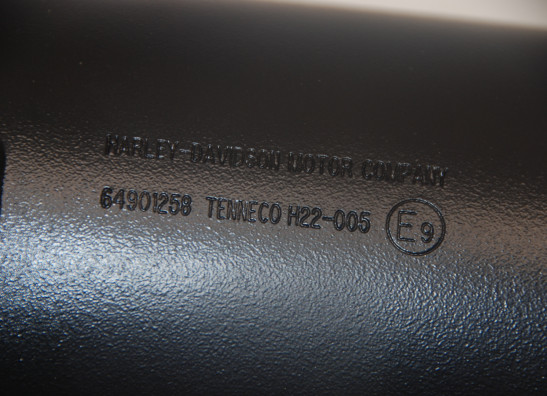 HARLEY-DAVIDSON MOTOR COMPANY
64901258 TENNECO H22-005 E9